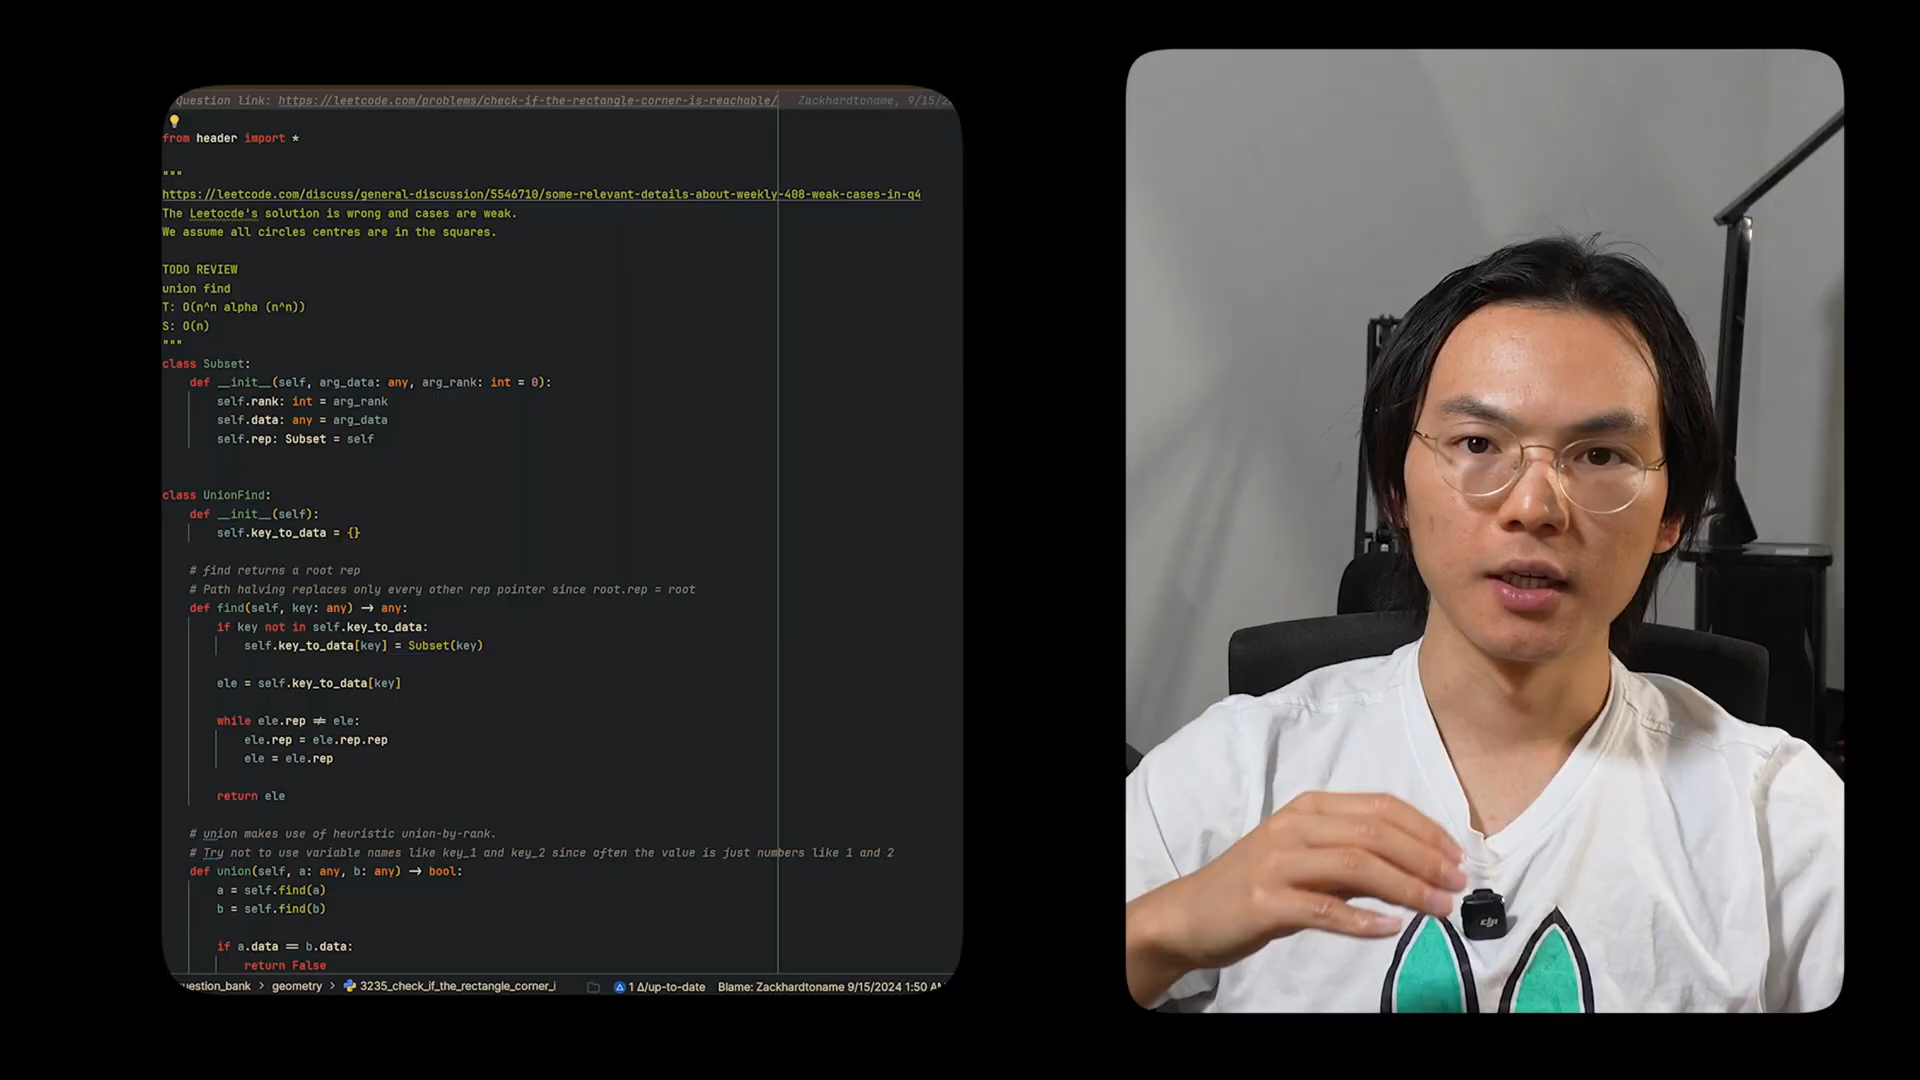 Question link: https://leetcode.com/problems/check-if-the-rectangle-corner-is-reachable/ Zackhardtoname, 9/15/2
from header import *
"""
https://leetcode.com/discuss/general-discussion/5546710/some-relevant-details-about-weekly-408-weak-cases-in-q4
The Leetocde's solution is wrong and cases are weak.
We assume all circles centres are in the squares.
TODO REVIEW
union find
T: O(n^n alpha (n^n))
S: O(n)
"""
class Subset:
def __init__(self, arg_data: any, arg_rank: int = 0):
self.rank: int = arg_rank
self.data: any = arg_data
self.rep: Subset = self
class UnionFind:
def __init__(self):
self.key_to_data = {}
# find returns a root rep
# Path halving replaces only every other rep pointer since root.rep = root
def find(self, key: any) → any:
if key not in self.key_to_data:
self.key_to_data[key] = Subset(key)
ele = self.key_to_data[key]
while ele.rep ≠ ele:
ele.rep = ele.rep.rep
ele = ele.rep
return ele
# union makes use of heuristic union-by-rank.
# Try not to use variable names like key_1 and key_2 since often the value is just numbers like 1 and 2
def union(self, a: any, b: any) → bool:
a = self.find(a)
b = self.find(b)
if a.data == b.data:
return False
uestion_bank > geometry > 3235_check_if_the_rectangle_corner_i 1 Δ/up-to-date Blame: Zackhardtoname 9/15/2024 1:50 AM
dji